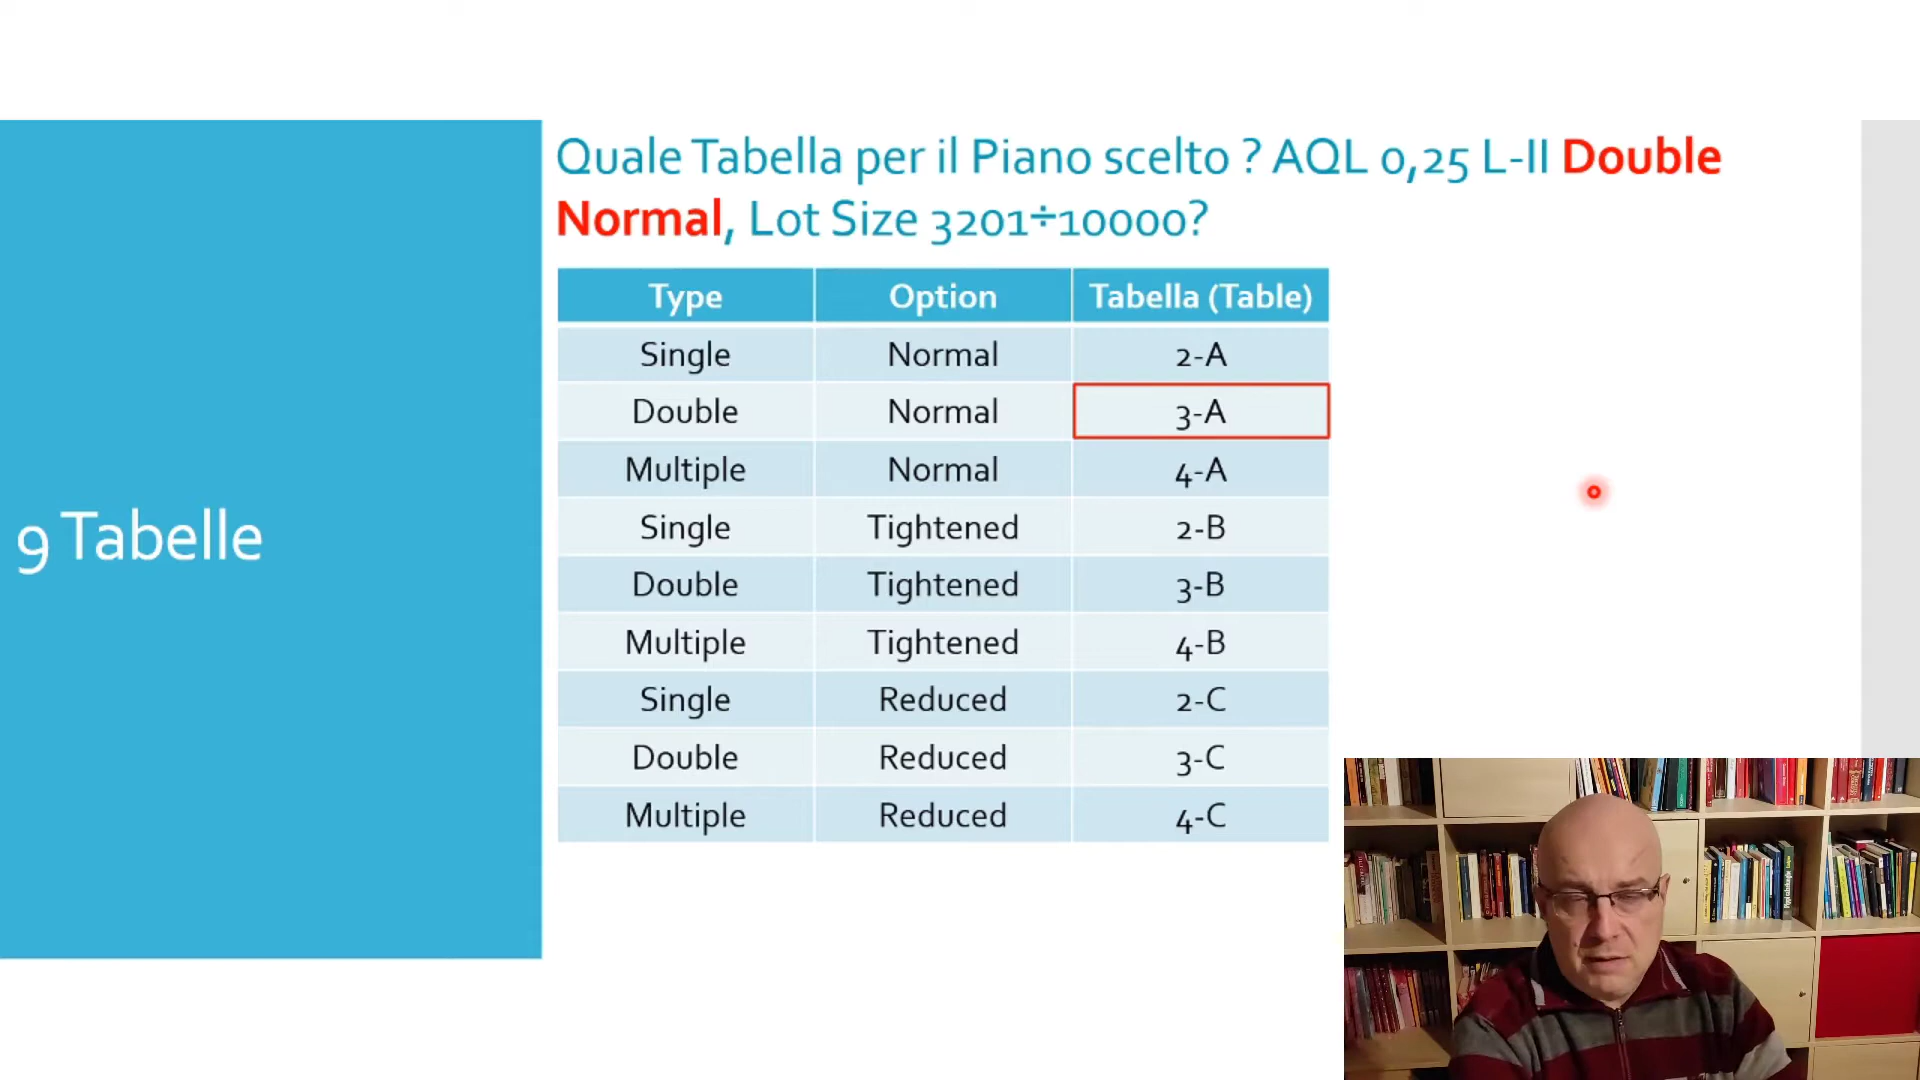 Quale Tabella per il Piano scelto ? AQL 0,25 L-II Double
Normal, Lot Size 3201÷10000?
9 Tabelle
Type Option Tabella (Table)
Single Normal 2-A
Double Normal 3-A
Multiple Normal 4-A
Single Tightened 2-B
Double Tightened 3-B
Multiple Tightened 4-B
Single Reduced 2-C
Double Reduced 3-C
Multiple Reduced 4-C